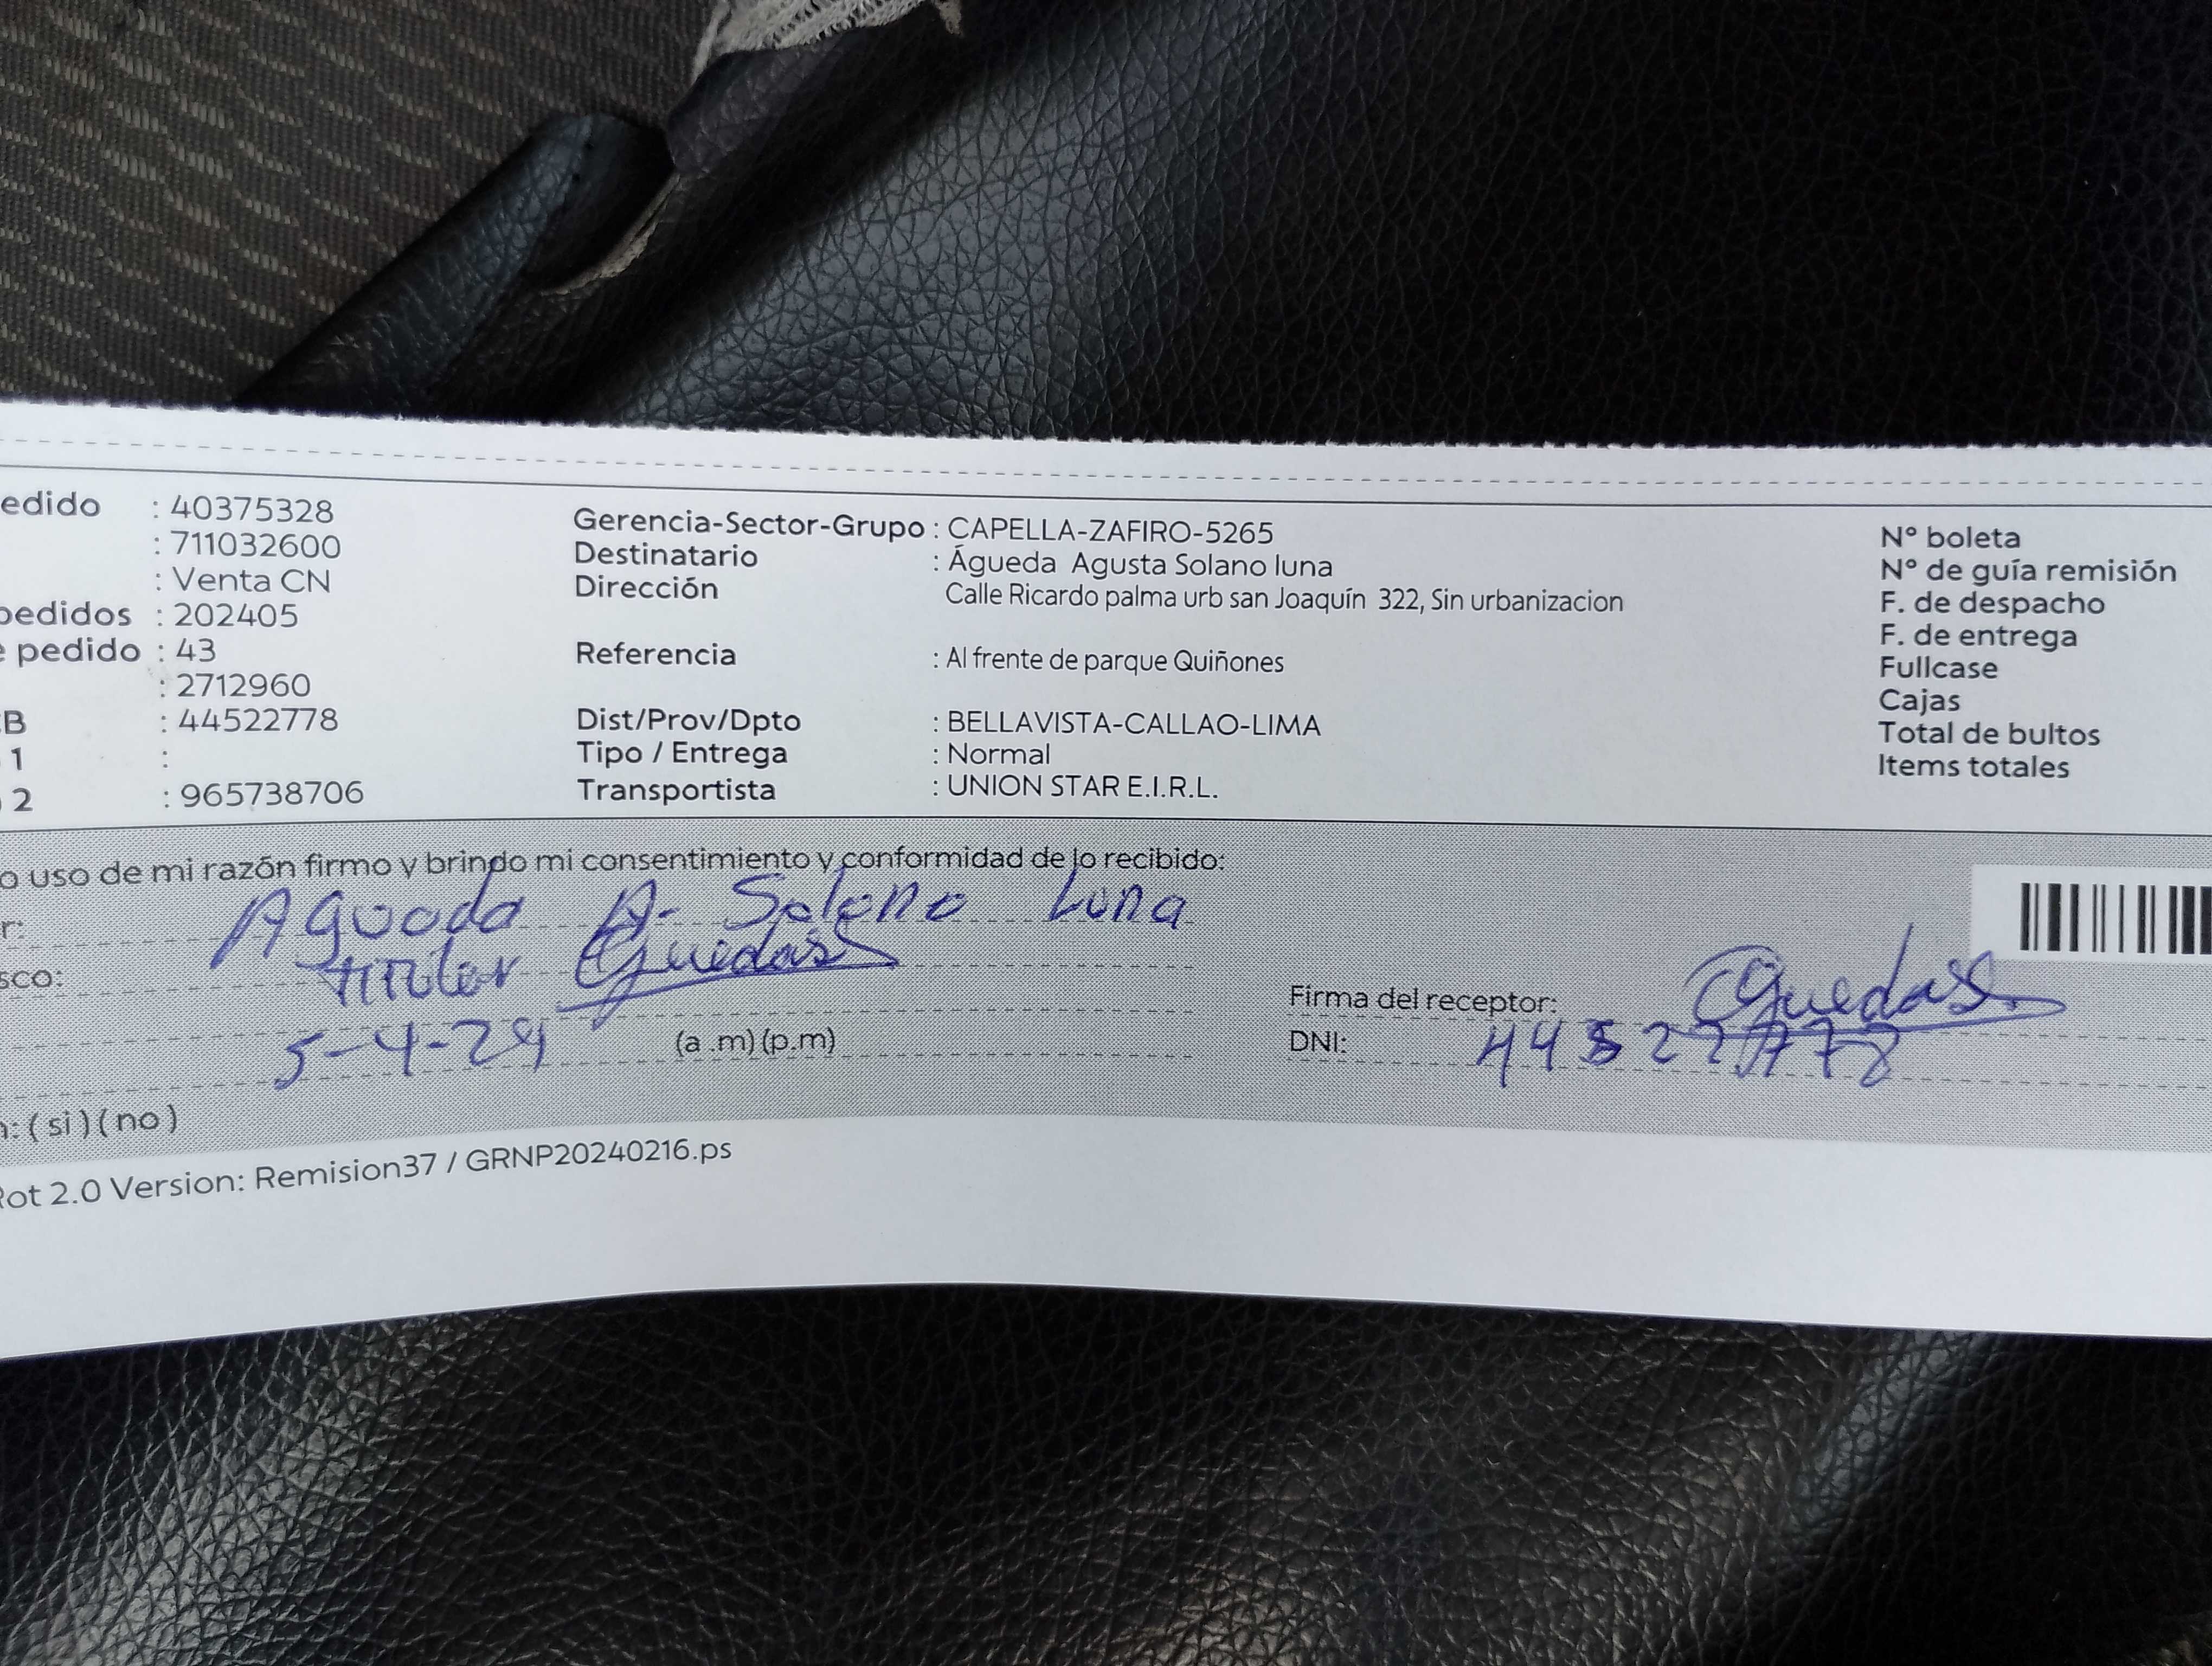 edido : 40375328
: 711032600
: Venta CN
pedidos : 202405
e pedido : 43
: 2712960
CB : 44522778
1 :
2 : 965738706
Gerencia-Sector-Grupo : CAPELLA-ZAFIRO-5265
Destinatario : Águeda Agusta Solano luna
Dirección Calle Ricardo palma urb san Joaquín 322, Sin urbanizacion
Referencia : Al frente de parque Quiñones
Dist/Prov/Dpto : BELLAVISTA-CALLAO-LIMA
Tipo / Entrega : Normal
Transportista : UNION STAR E.I.R.L.
Nº boleta
Nº de guía remisión
F. de despacho
F. de entrega
Fullcase
Cajas
Total de bultos
Items totales
o uso de mi razón firmo y brindo mi consentimiento y conformidad de lo recibido:
r: Agueda A- Solano Luna
sco: titular
5-4-24 (a .m) (p.m)
Firma del receptor:
DNI: 44522778
n: ( si ) ( no )
Rot 2.0 Version: Remision37 / GRNP20240216.ps